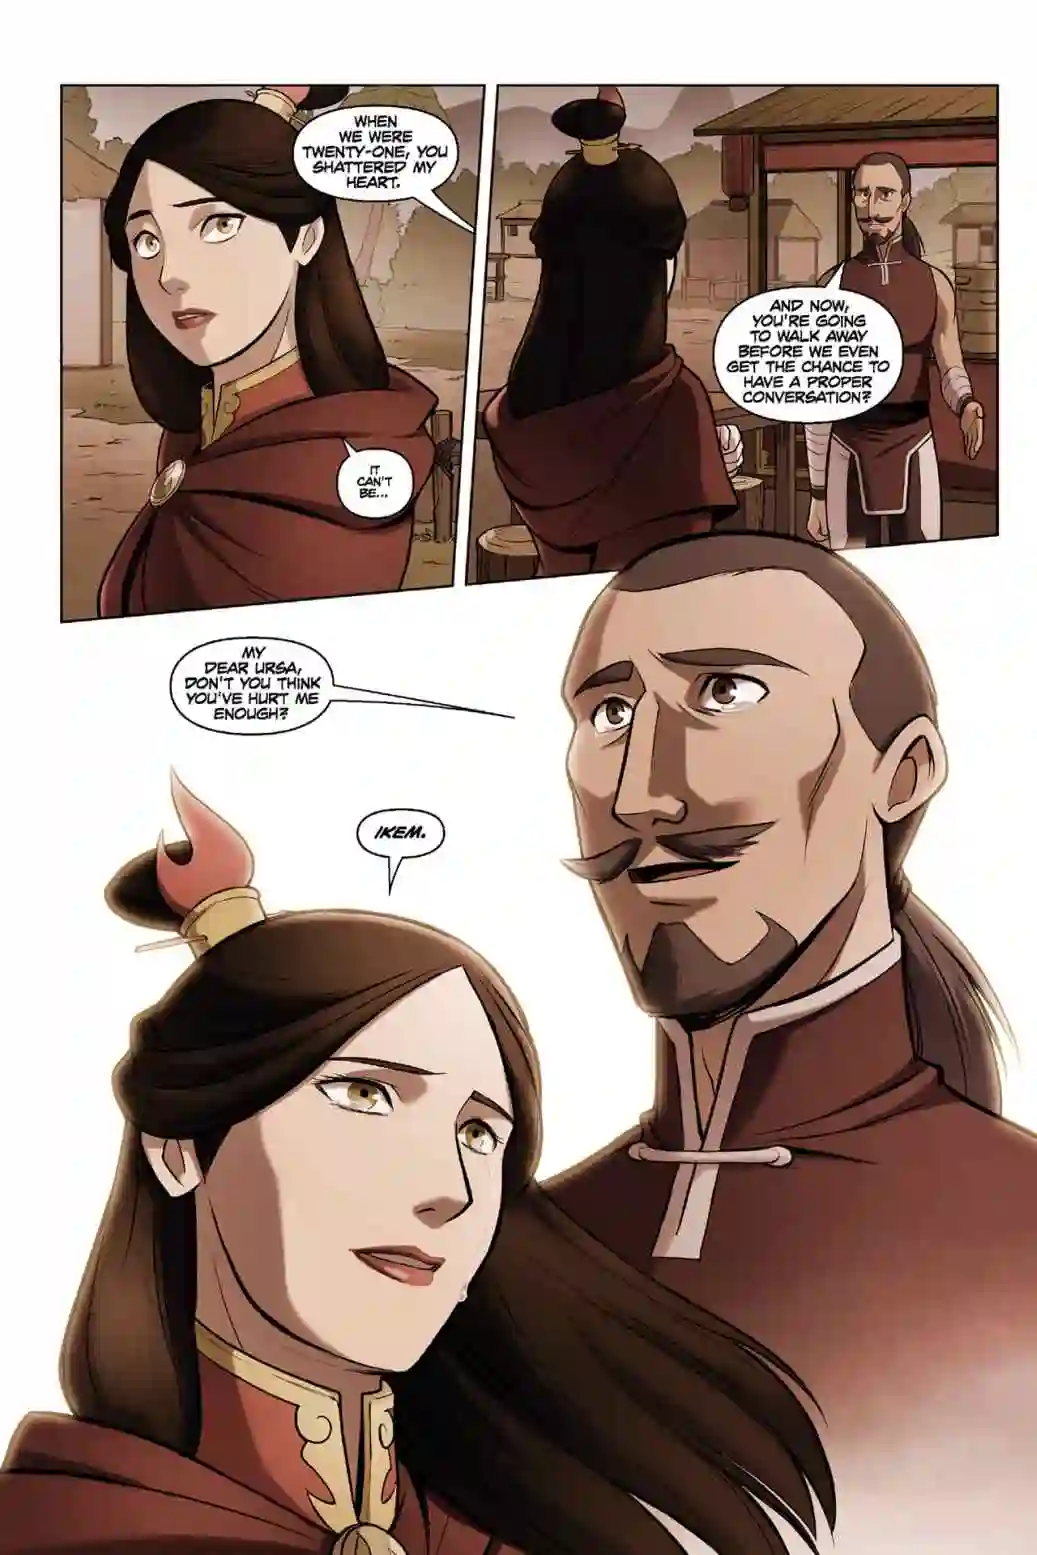 WHEN
WE WERE
TWENTY-ONE, YOU
SHATTERED MY
HEART.
IT
CAN'T
BE...
AND NOW,
YOU'RE GOING
TO WALK AWAY
BEFORE WE EVEN
GET THE CHANCE TO
HAVE A PROPER
CONVERSATION?
MY
DEAR URSA,
DON'T YOU THINK
YOU'VE HURT ME
ENOUGH?
IKEM.